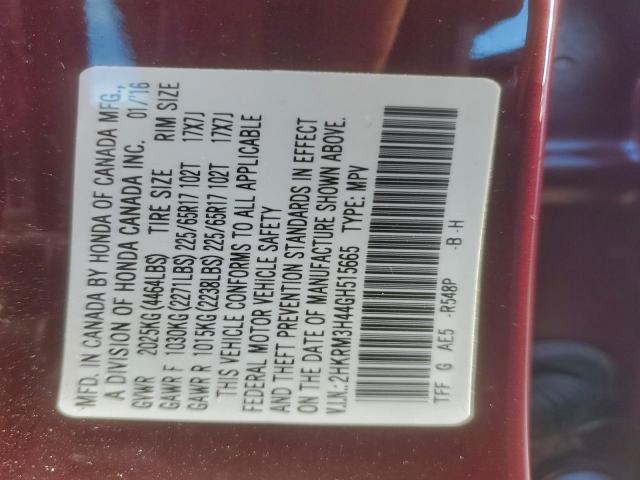 MFD. IN CANADA BY HONDA OF CANADA MFG.,
A DIVISION OF HONDA CANADA INC. 01/'16
GVWR 2025KG (4464LBS) TIRE SIZE RIM SIZE
GAWR F 1030KG (2271LBS) 225/65R17 102T 17X7J
GAWR R 1015KG (2238LBS) 225/65R17 102T 17X7J
THIS VEHICLE CONFORMS TO ALL APPLICABLE
FEDERAL MOTOR VEHICLE SAFETY
AND THEFT PREVENTION STANDARDS IN EFFECT
ON THE DATE OF MANUFACTURE SHOWN ABOVE.
V.I.N.: 2HKRM3H44GH515665 TYPE: MPV
TFF G AE5 -R548P -B -H